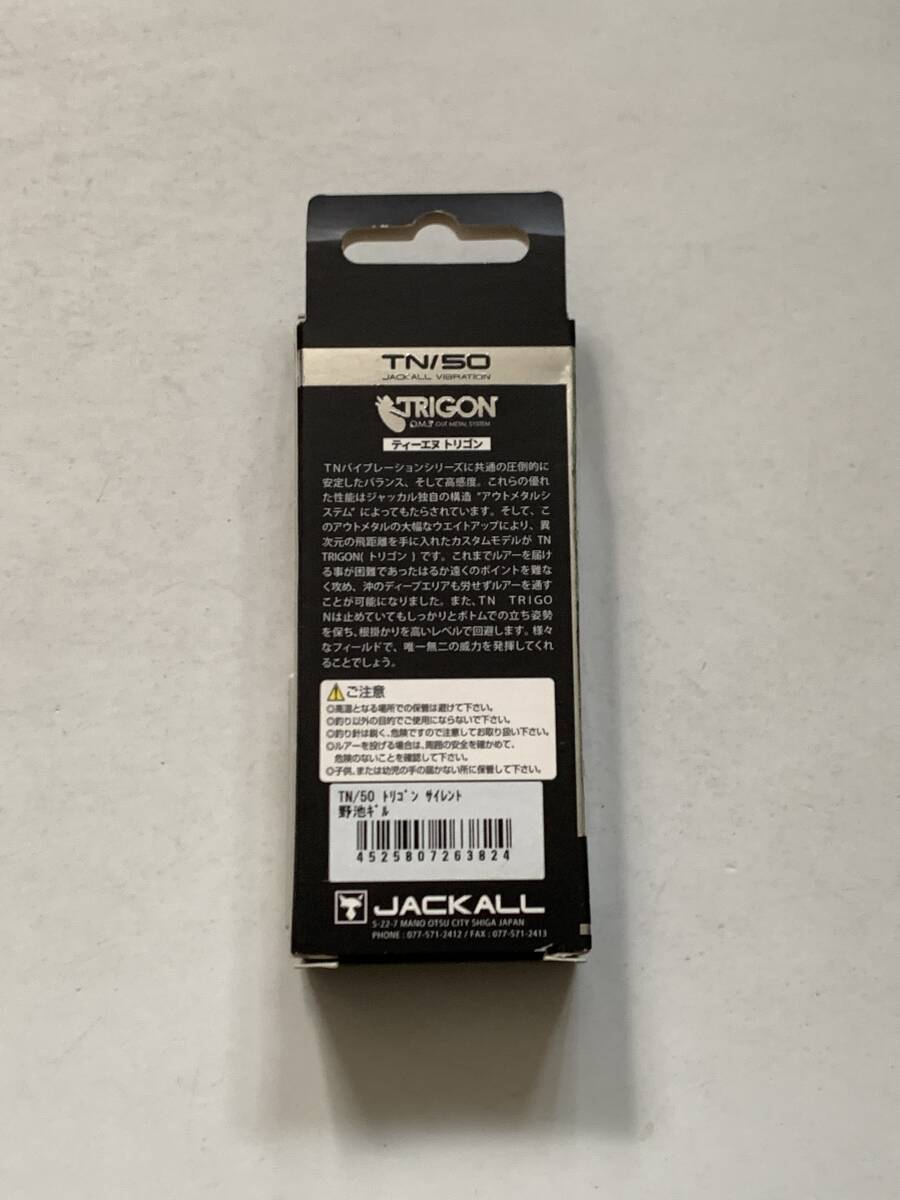 TN/50
JACKALL VIBRATION
TRIGON
O.M.S OUT METAL SYSTEM
ティーエヌ トリゴン
TNバイブレーションシリーズに共通の圧倒的に
安定したバランス、そして高感度。これらの優れ
た性能はジャッカル独自の構造 "アウトメタルシ
ステム" によってもたらされています。そして、こ
のアウトメタルの大幅なウエイトアップにより、異
次元の飛距離を手に入れたカスタムモデルが TN
TRIGON( トリゴン ) です。これまでルアーを届け
る事が困難であったはるか遠くのポイントを難な
く攻め、沖のディープエリアも労せずルアーを通す
ことが可能になりました。また、TN TRIGO
Nは止めていてもしっかりとボトムでの立ち姿勢
を保ち、根掛かりを高いレベルで回避します。様々
なフィールドで、唯一無二の威力を発揮してくれ
ることでしょう。
ご注意
◎高温となる場所での保管は避けて下さい。
◎釣り以外の目的でご使用にならないで下さい。
◎釣り針は鋭く、危険ですので注意してお取り扱い下さい。
◎ルアーを投げる場合は、周囲の安全を確かめて、
危険のないことを確認して下さい。
◎子供、または幼児の手の届かない所に保管して下さい。
TN/50 ﾄﾘｺﾞﾝ ｻｲﾚﾝﾄ
野池ｷﾞﾙ
4525807263824
JACKALL
5-22-7 MANO OTSU CITY SHIGA JAPAN
PHONE : 077-571-2412 / FAX : 077-571-2413